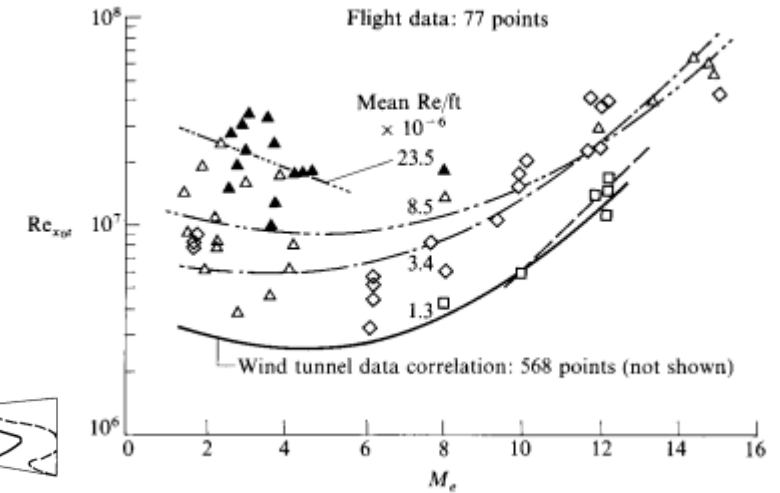 10⁸
Flight data: 77 points
Mean Re/ft
× 10⁻⁶
23.5
8.5
10⁷
Re
3.4
1.3
Wind tunnel data correlation: 568 points (not shown)
10⁶
0 2 4 6 8 10 12 14 16
Mₑ